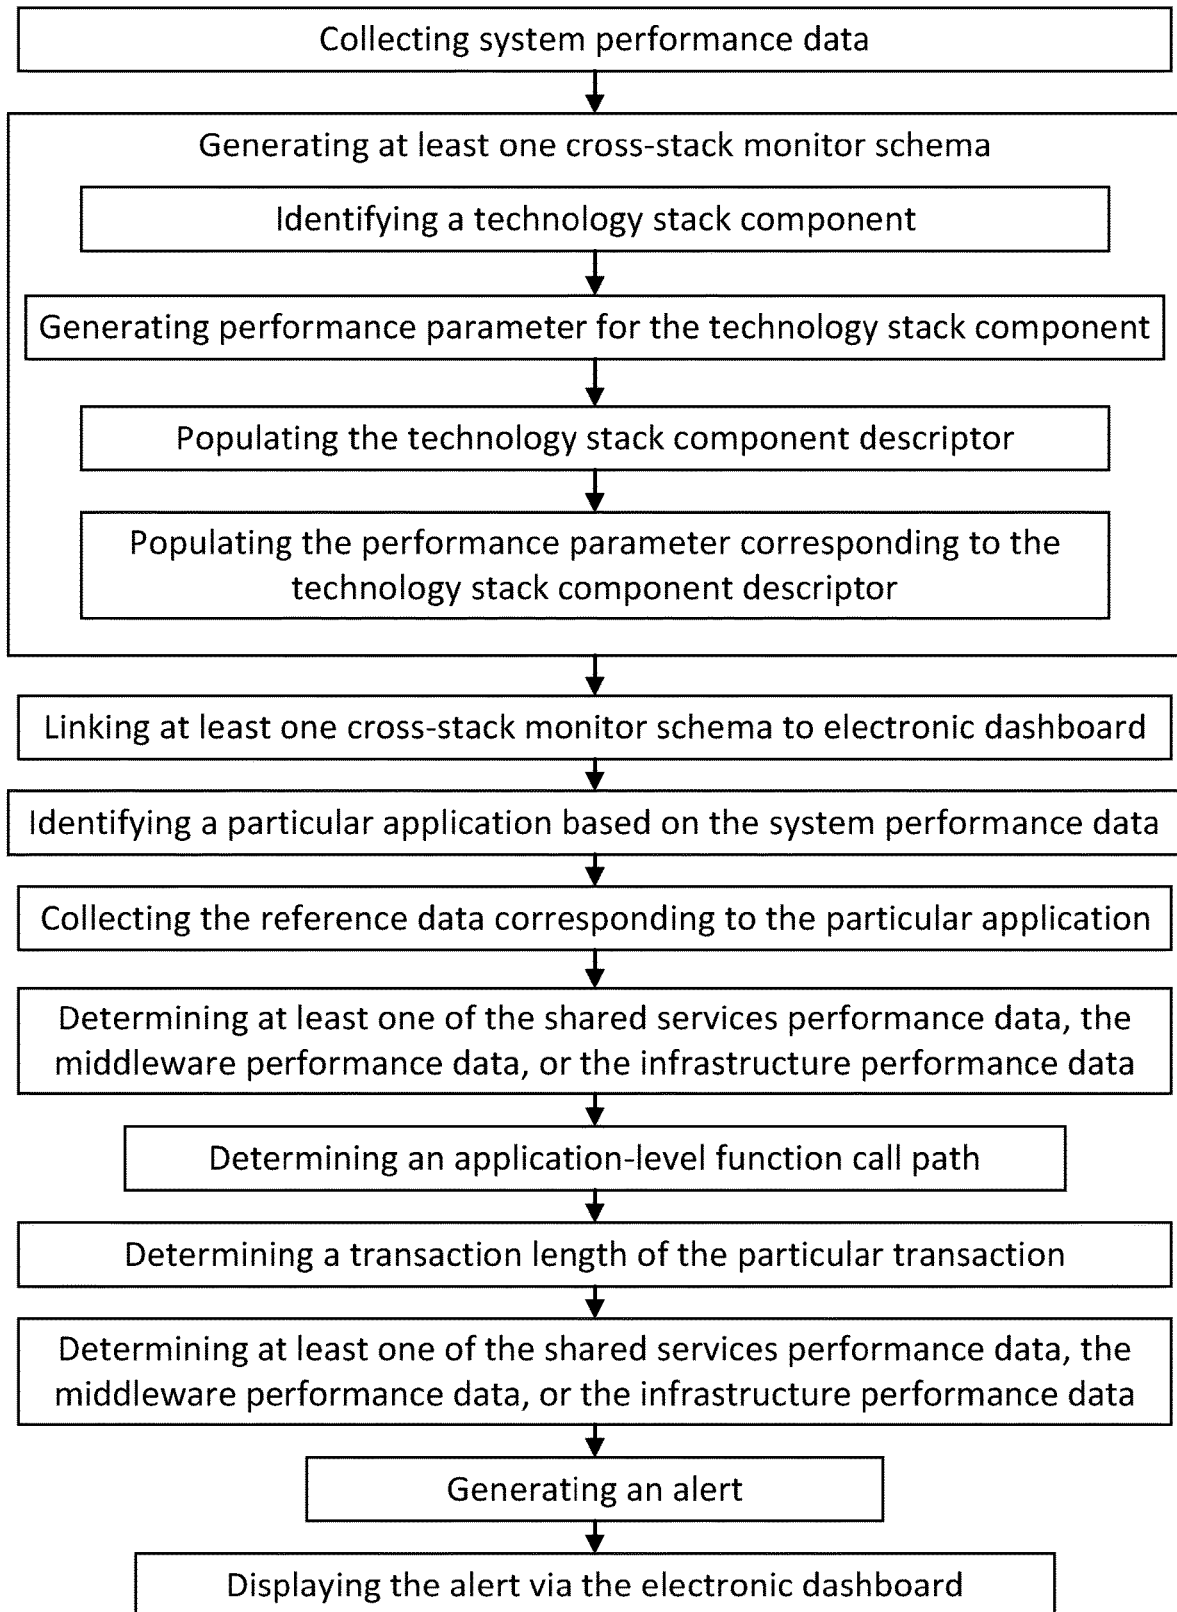 Collecting system performance data
Generating at least one cross-stack monitor schema
Identifying a technology stack component
Generating performance parameter for the technology stack component
Populating the technology stack component descriptor
Populating the performance parameter corresponding to the
technology stack component descriptor
Linking at least one cross-stack monitor schema to electronic dashboard
Identifying a particular application based on the system performance data
Collecting the reference data corresponding to the particular application
Determining at least one of the shared services performance data, the
middleware performance data, or the infrastructure performance data
Determining an application-level function call path
Determining a transaction length of the particular transaction
Determining at least one of the shared services performance data, the
middleware performance data, or the infrastructure performance data
Generating an alert
Displaying the alert via the electronic dashboard